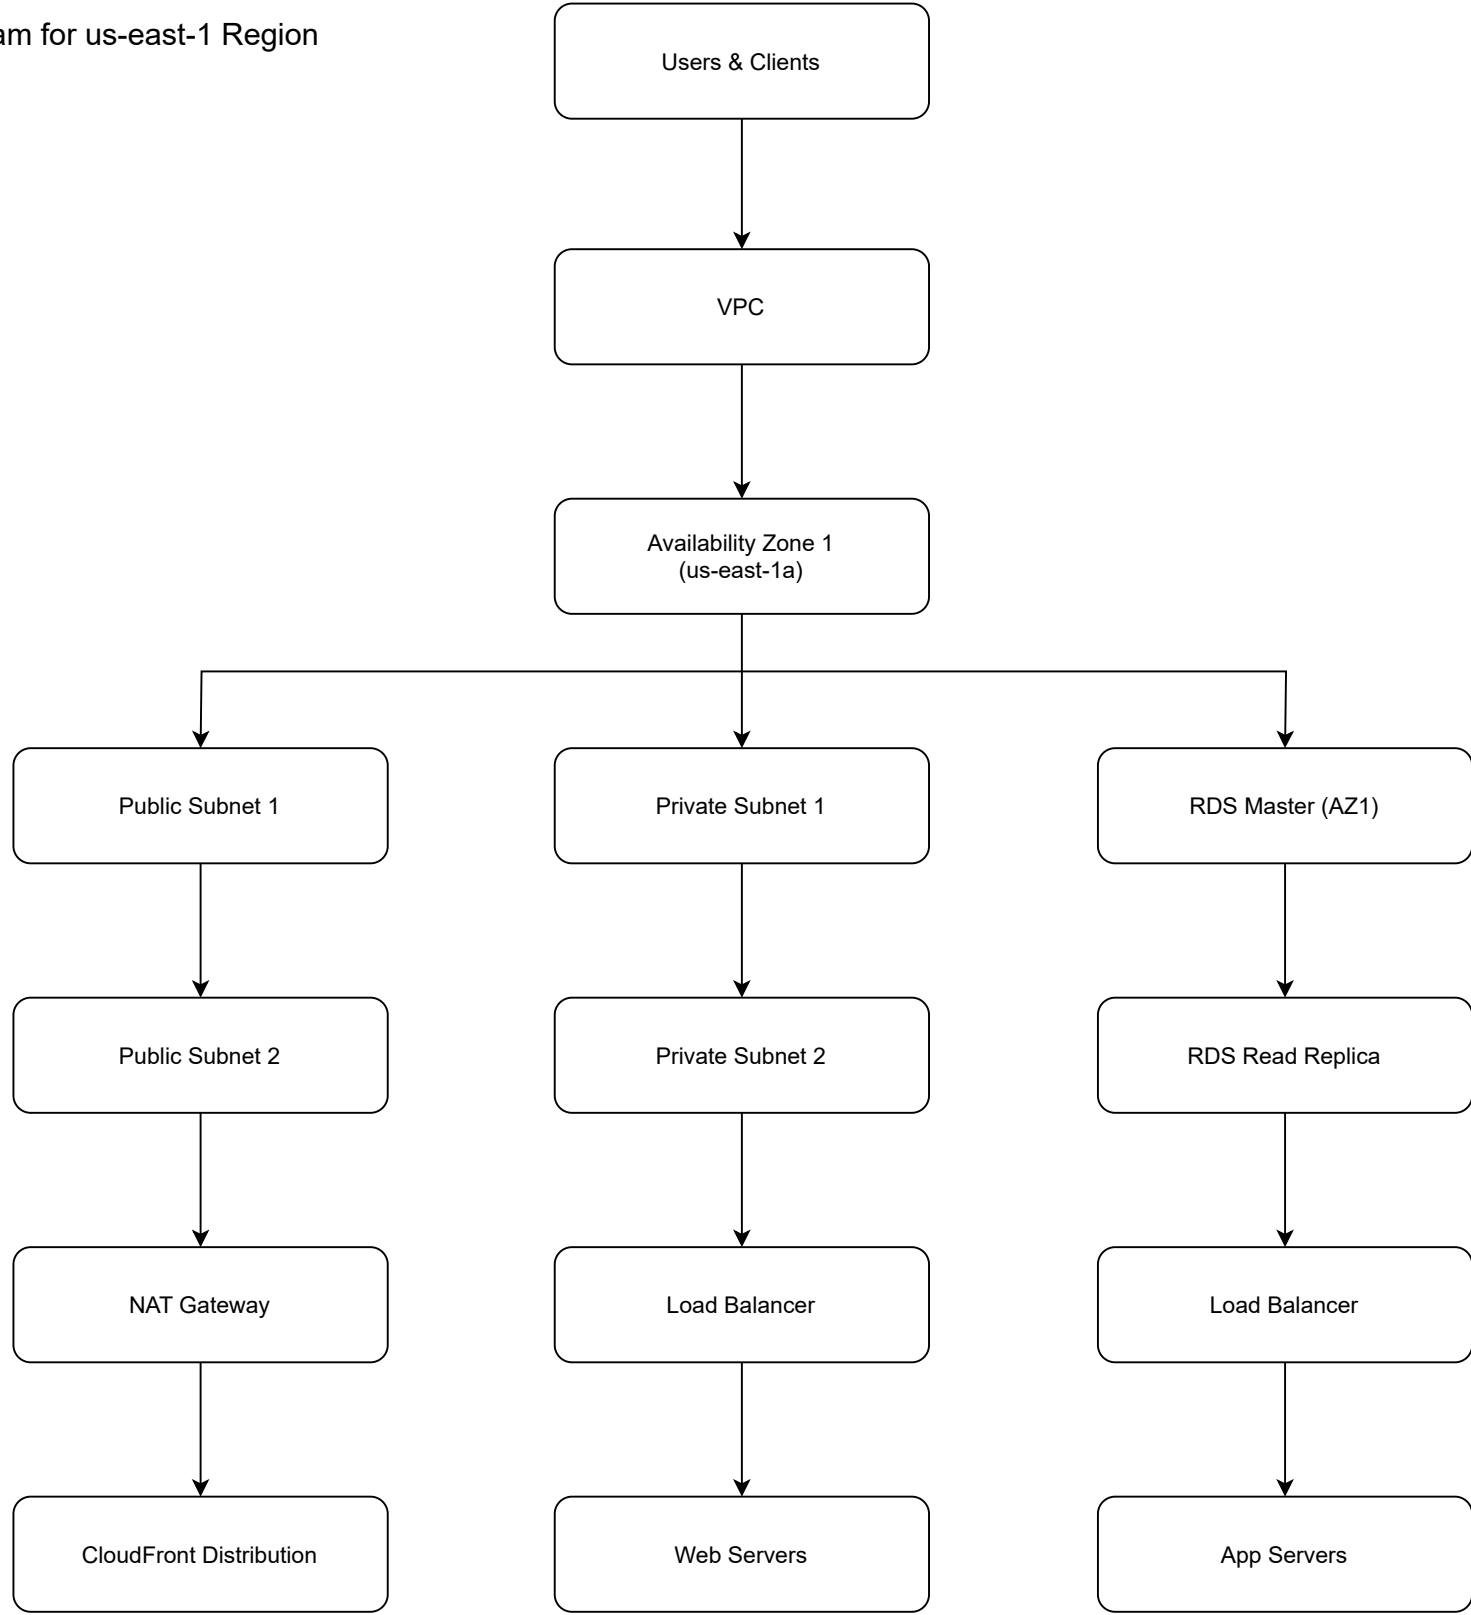 for us-east-1 Region
Users & Clients
VPC
Availability Zone 1
(us-east-1a)
Public Subnet 1
Private Subnet 1
RDS Master (AZ1)
Public Subnet 2
Private Subnet 2
RDS Read Replica
NAT Gateway
Load Balancer
Load Balancer
CloudFront Distribution
Web Servers
App Servers